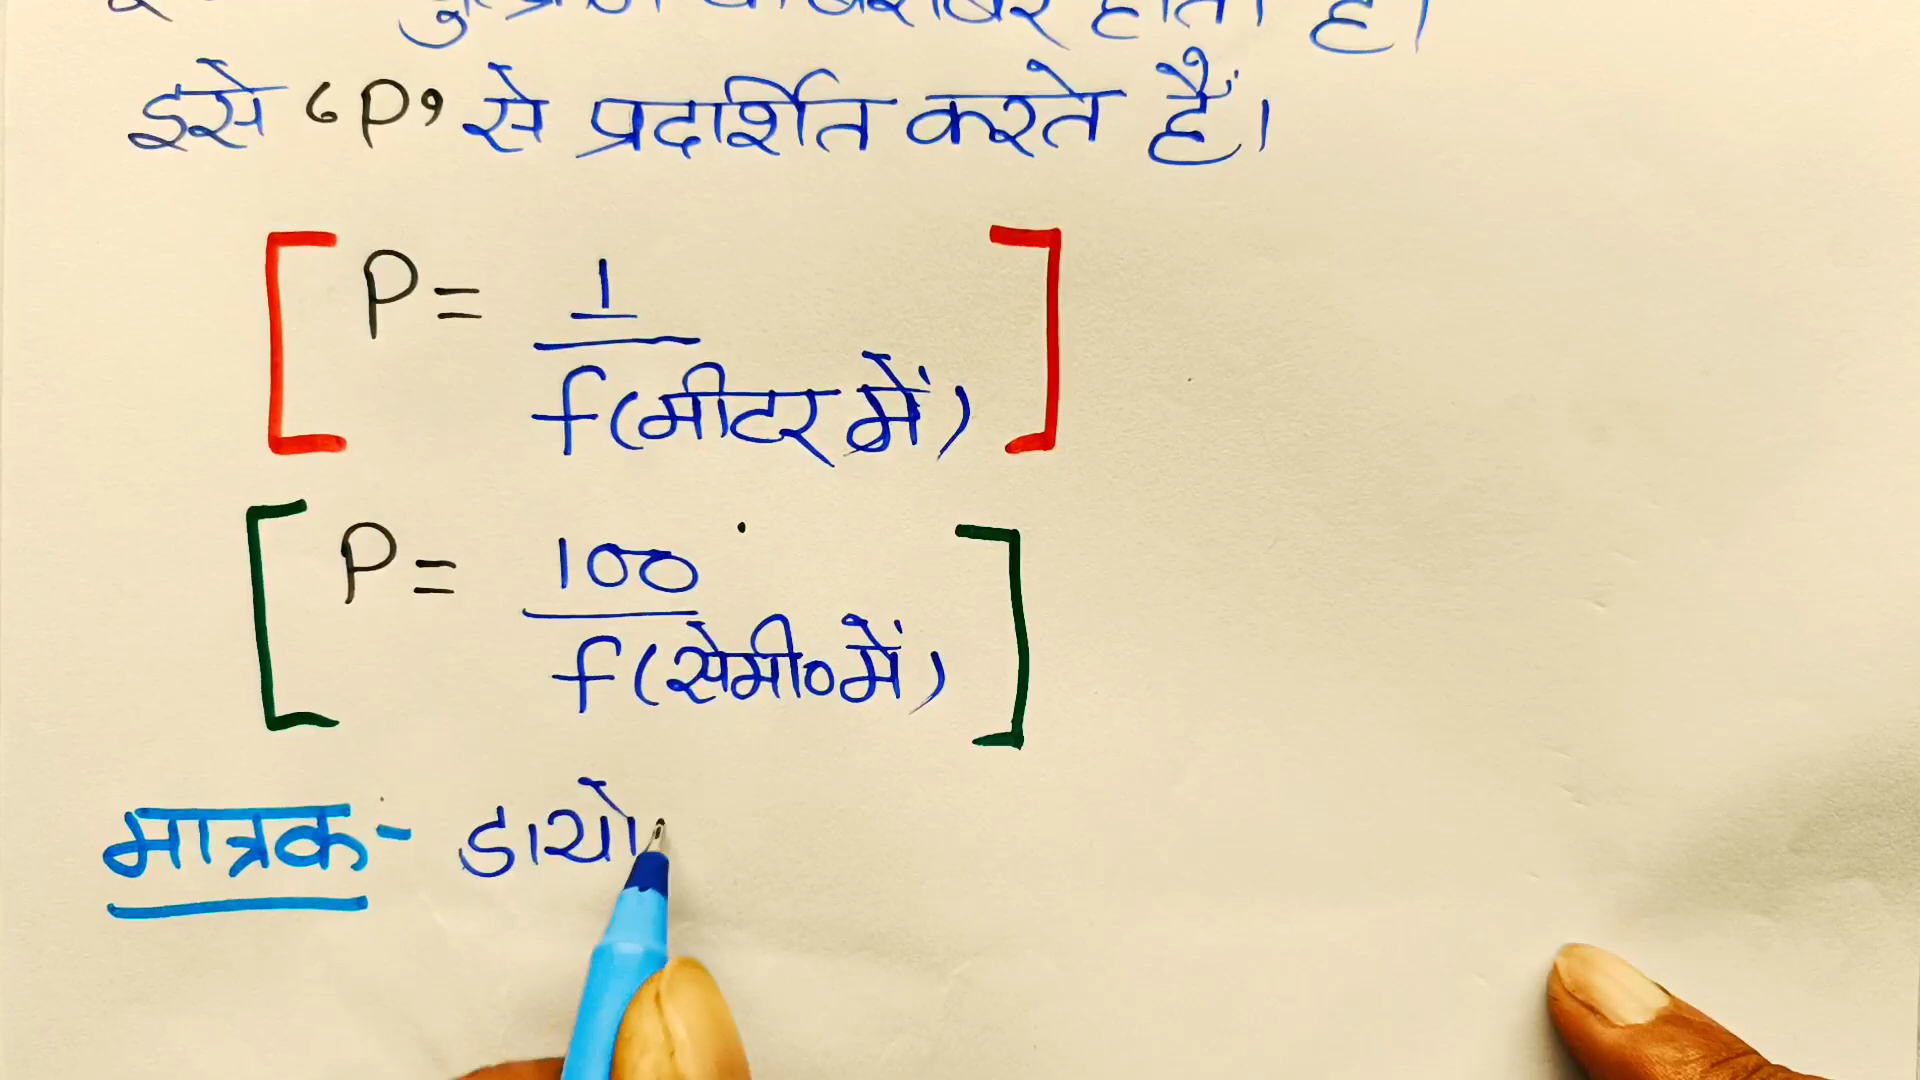 होता है।
इसे ‘P’ से प्रदर्शित करते हैं।
P = 1
f (मीटर में)
P = 100
f (सेमी० में)
मात्रक - डायो